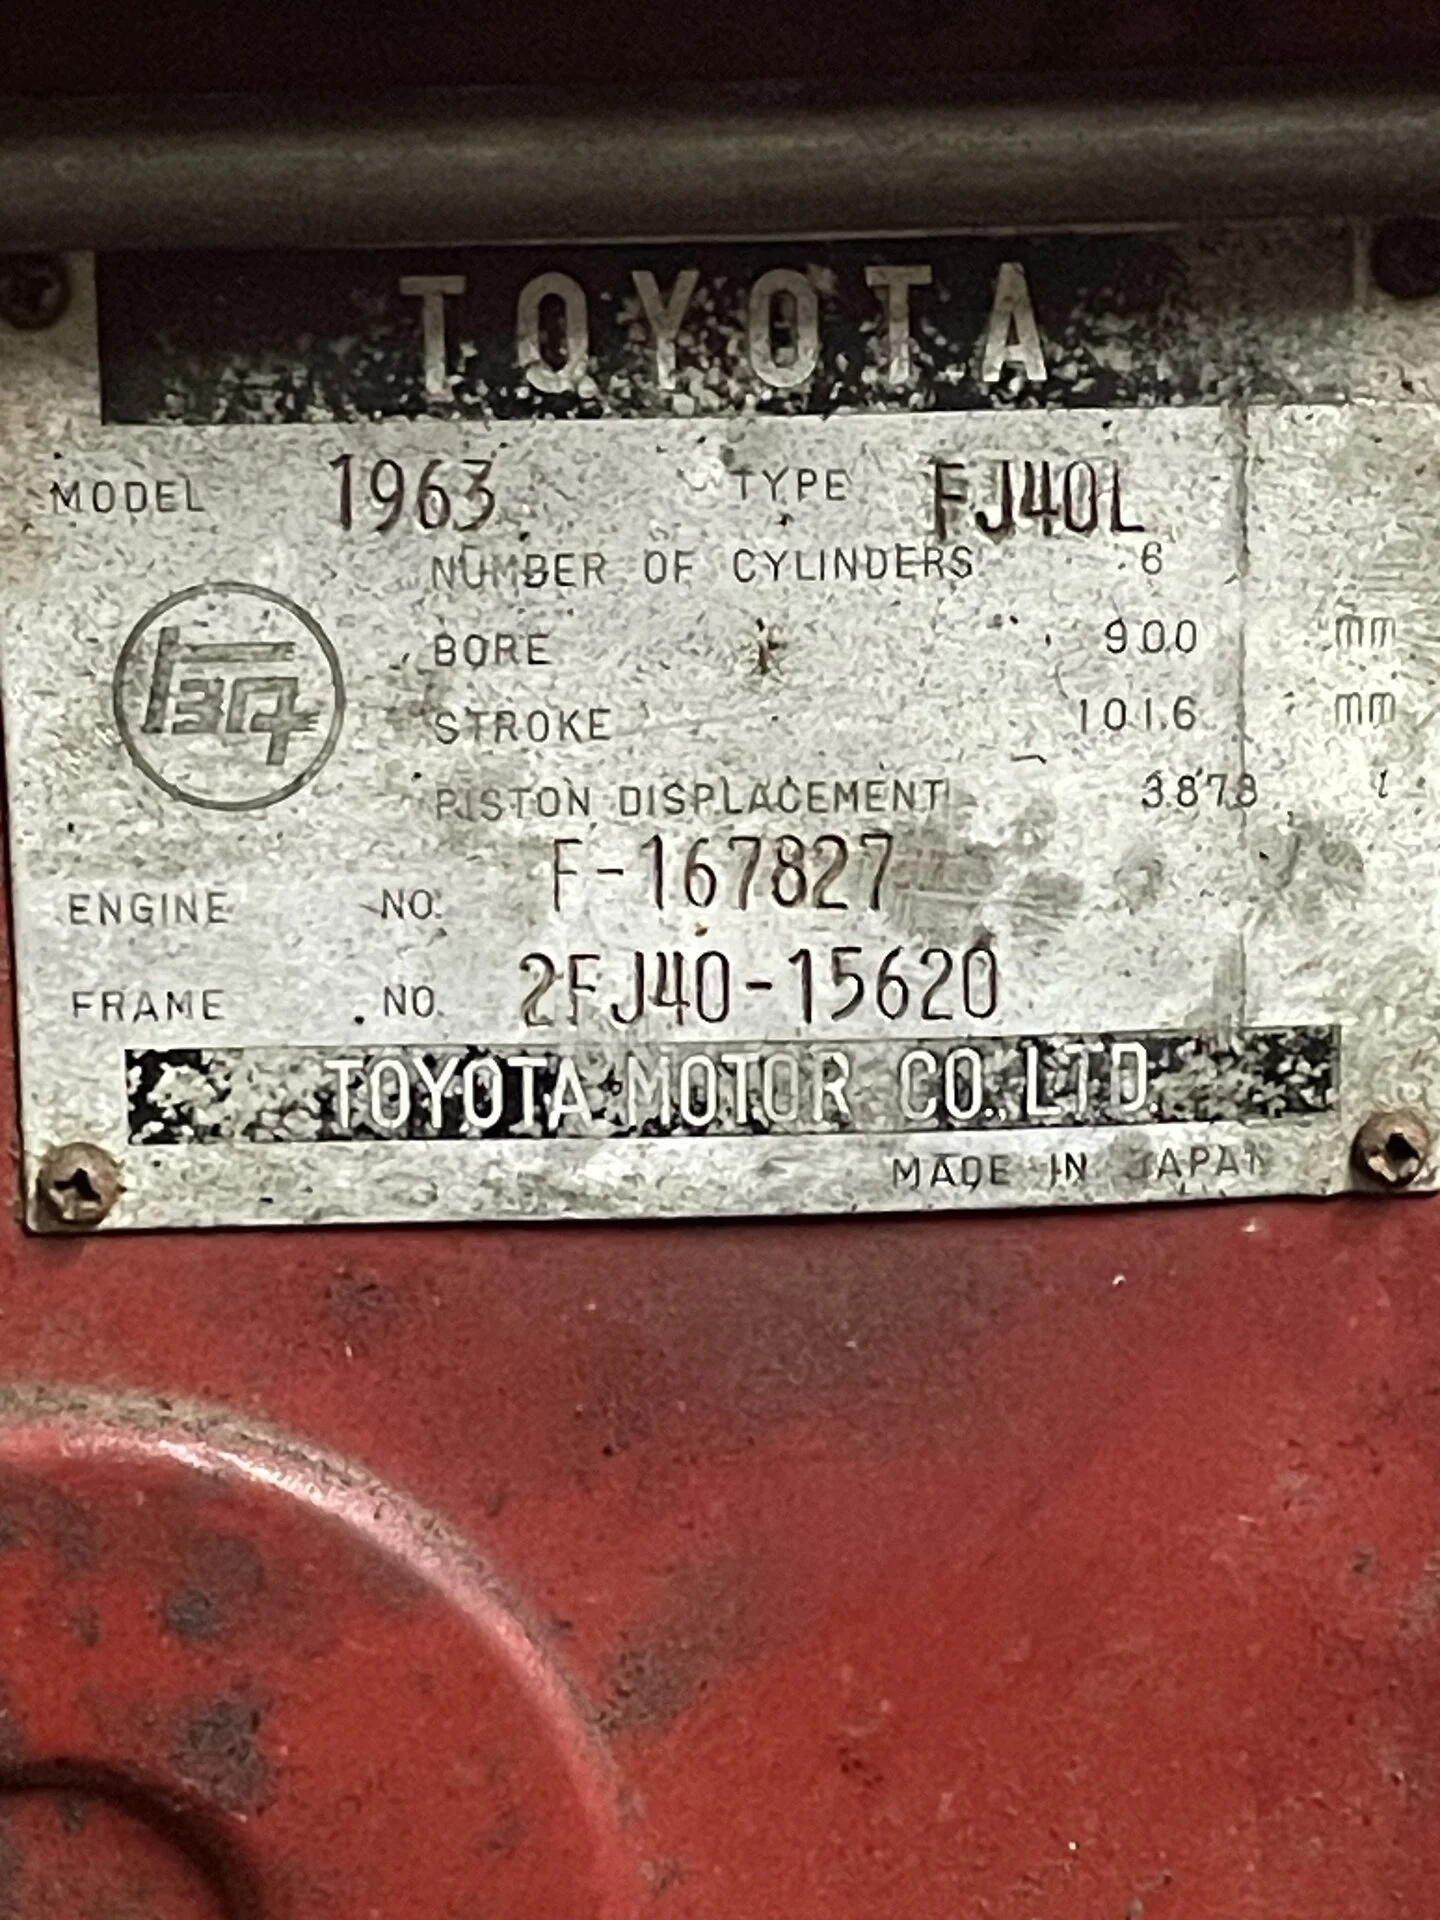 TOYOTA
MODEL 1963 TYPE FJ40L
NUMBER OF CYLINDERS 6
BORE 90.0 mm
STROKE 101.6 mm
PISTON DISPLACEMENT 3.878 l
ENGINE NO. F-167827
FRAME NO. 2FJ40-15620
TOYOTA MOTOR CO., LTD.
MADE IN JAPAN